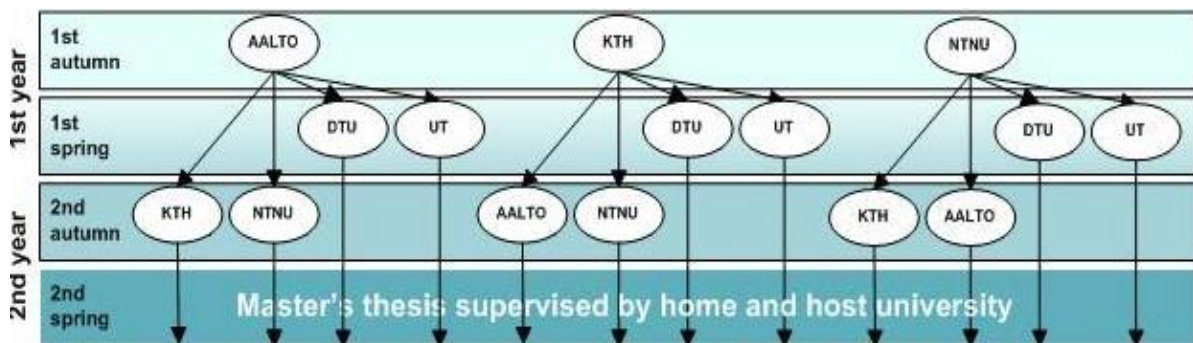 1st year
1st
autumn
AALTO
KTH
NTNU
1st
spring
DTU
UT
DTU
UT
DTU
UT
2nd year
2nd
autumn
KTH
NTNU
AALTO
NTNU
KTH
AALTO
2nd
spring
Master's thesis supervised by home and host university